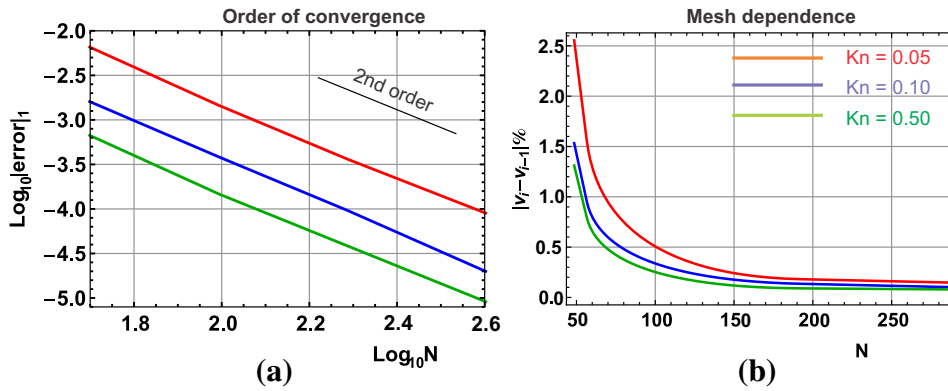 Order of convergence
Log₁₀|error|₁
−2.0
−2.5
−3.0
−3.5
−4.0
−4.5
−5.0
2nd order
1.8 2.0 2.2 2.4 2.6
Log₁₀N
(a)
Mesh dependence
|vᵢ−vᵢ₋₁|%
2.5
2.0
1.5
1.0
0.5
0.0
Kn = 0.05
Kn = 0.10
Kn = 0.50
50 100 150 200 250
N
(b)